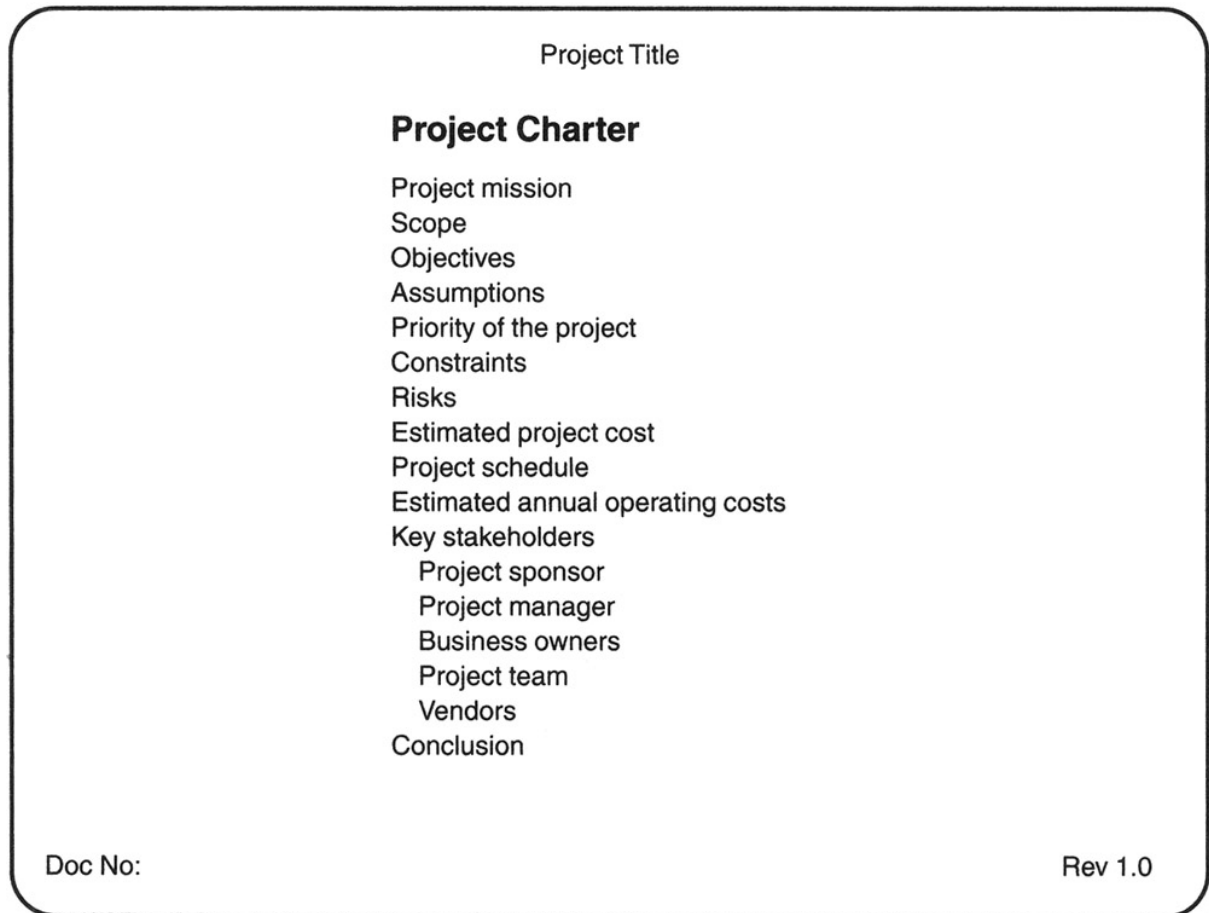 Project Title
Project Charter
Project mission
Scope
Objectives
Assumptions
Priority of the project
Constraints
Risks
Estimated project cost
Project schedule
Estimated annual operating costs
Key stakeholders
Project sponsor
Project manager
Business owners
Project team
Vendors
Conclusion
Doc No:
Rev 1.0